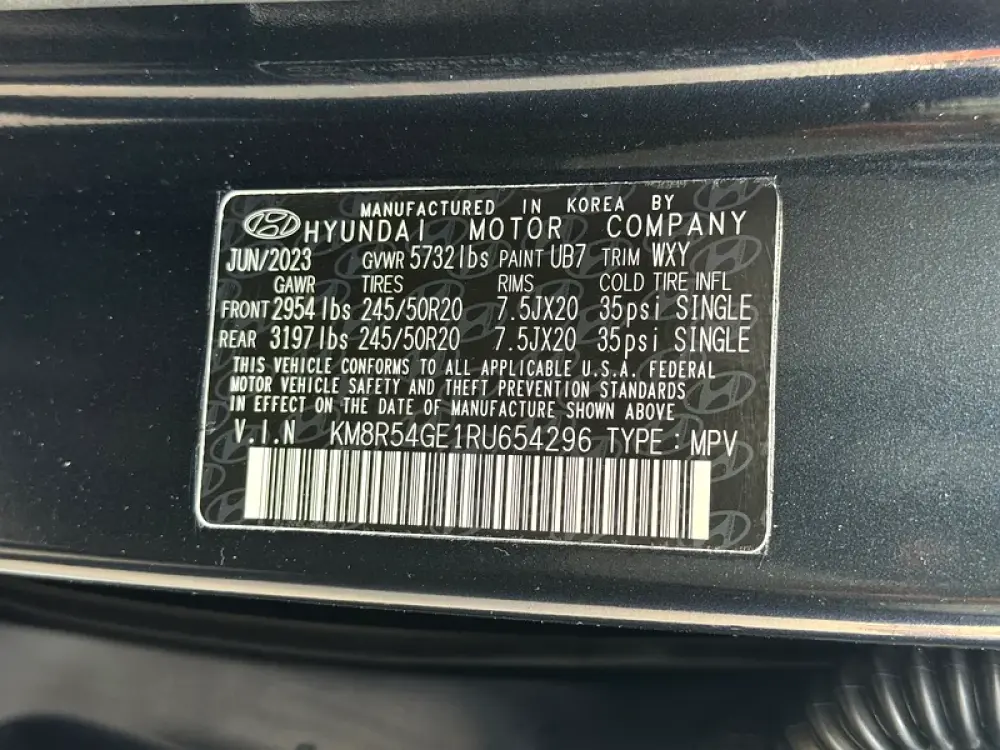 MANUFACTURED IN KOREA BY
HYUNDAI MOTOR COMPANY
JUN/2023 GVWR 5732lbs PAINT UB7 TRIM WXY
GAWR TIRES RIMS COLD TIRE INFL
FRONT 2954lbs 245/50R20 7.5JX20 35psi SINGLE
REAR 3197lbs 245/50R20 7.5JX20 35psi SINGLE
THIS VEHICLE CONFORMS TO ALL APPLICABLE U.S.A. FEDERAL
MOTOR VEHICLE SAFETY AND THEFT PREVENTION STANDARDS
IN EFFECT ON THE DATE OF MANUFACTURE SHOWN ABOVE
V.I.N KM8R54GE1RU654296 TYPE : MPV